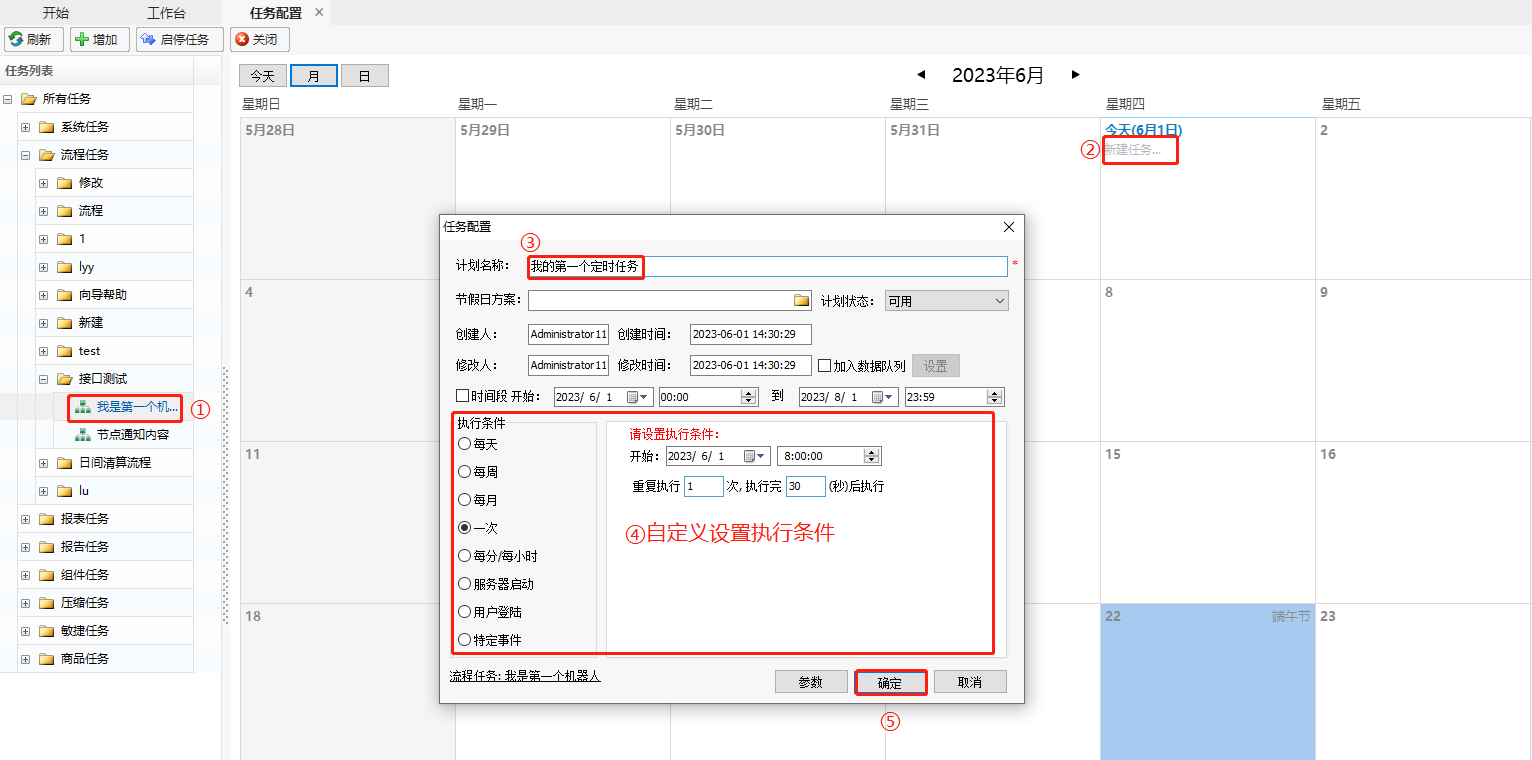 开始 工作台 任务配置 ×
刷新 增加 启停任务 关闭
任务列表
所有任务
系统任务
流程任务
修改
流程
1
lyy
向导帮助
新建
test
接口测试
我是第一个机... ①
节点通知内容
日间清算流程
lu
报表任务
报告任务
组件任务
压缩任务
敏捷任务
商品任务
今天 月 日
2023年6月
星期日 星期一 星期二 星期三 星期四 星期五
5月28日 5月29日 5月30日 5月31日 今天(6月1日) 2
② 新建任务...
4 8 9
11 15 16
18 22 端午节 23
任务配置
③
计划名称: 我的第一个定时任务 *
节假日方案: 计划状态: 可用
创建人: Administrator11 创建时间: 2023-06-01 14:30:29
修改人: Administrator11 修改时间: 2023-06-01 14:30:29 加入数据队列 设置
时间段 开始: 2023/ 6/ 1 00:00 到 2023/ 8/ 1 23:59
执行条件
每天
每周
每月
一次
每分/每小时
服务器启动
用户登陆
特定事件
请设置执行条件:
开始: 2023/ 6/ 1 8:00:00
重复执行 1 次, 执行完 30 (秒)后执行
④自定义设置执行条件
流程任务: 我是第一个机器人
参数 确定 取消
⑤